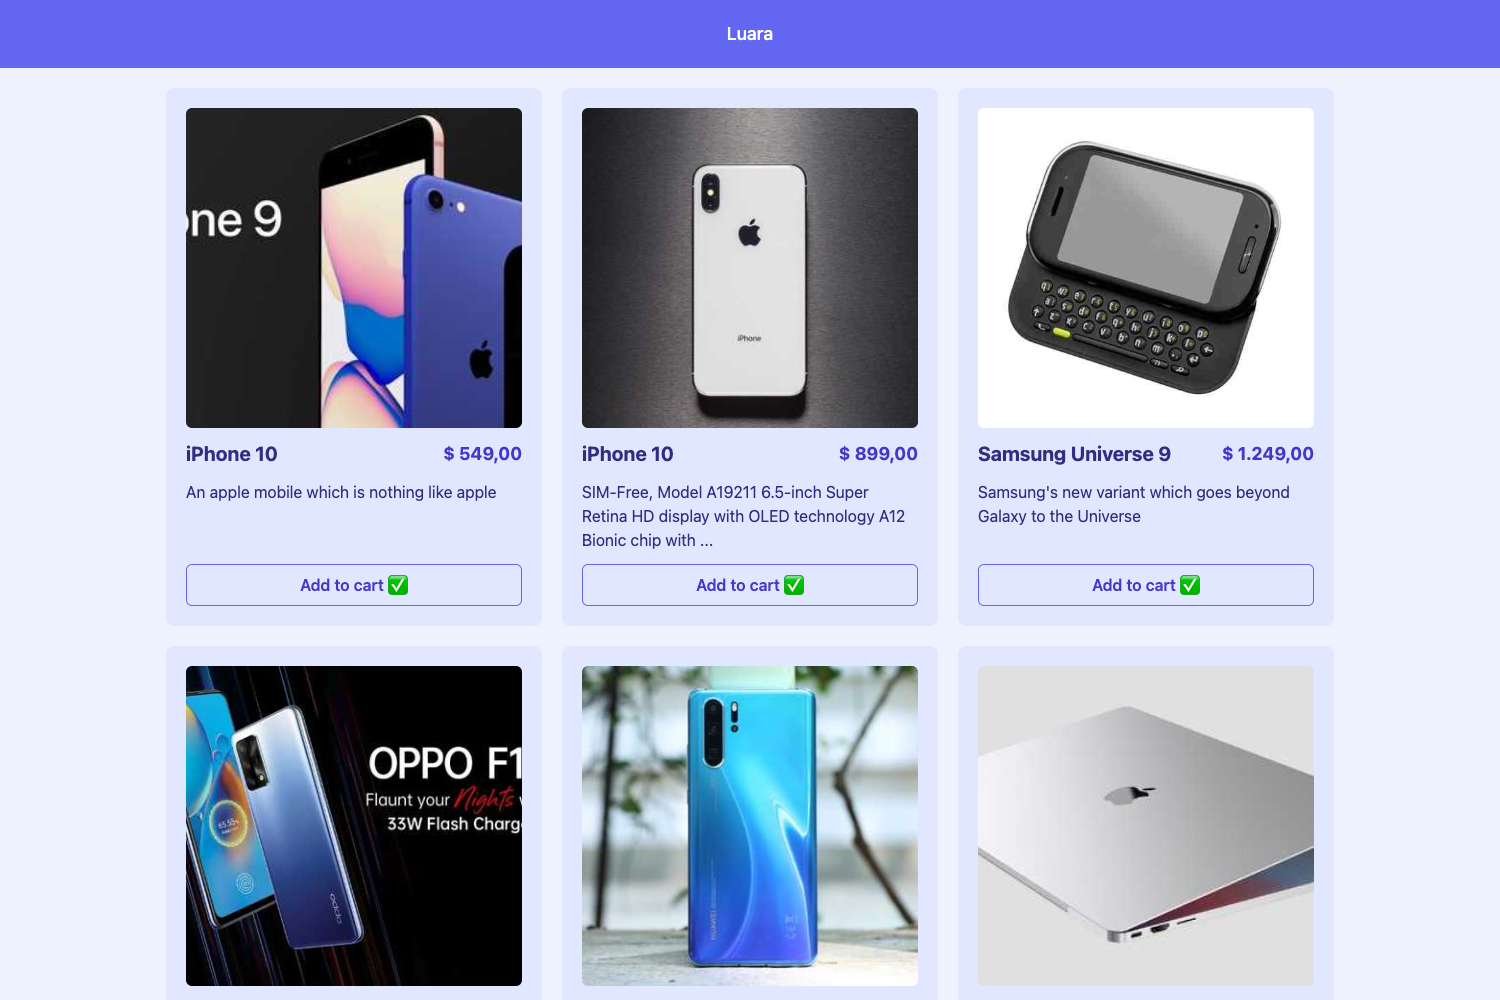 Luara
one 9
iPhone
iPhone 10
$ 549,00
An apple mobile which is nothing like apple
Add to cart ✅
iPhone 10
$ 899,00
SIM-Free, Model A19211 6.5-inch Super
Retina HD display with OLED technology A12
Bionic chip with ...
Add to cart ✅
Samsung Universe 9
$ 1.249,00
Samsung's new variant which goes beyond
Galaxy to the Universe
Add to cart ✅
OPPO F1
Flaunt your Nights
33W Flash Charg
oppo
HUAWEI